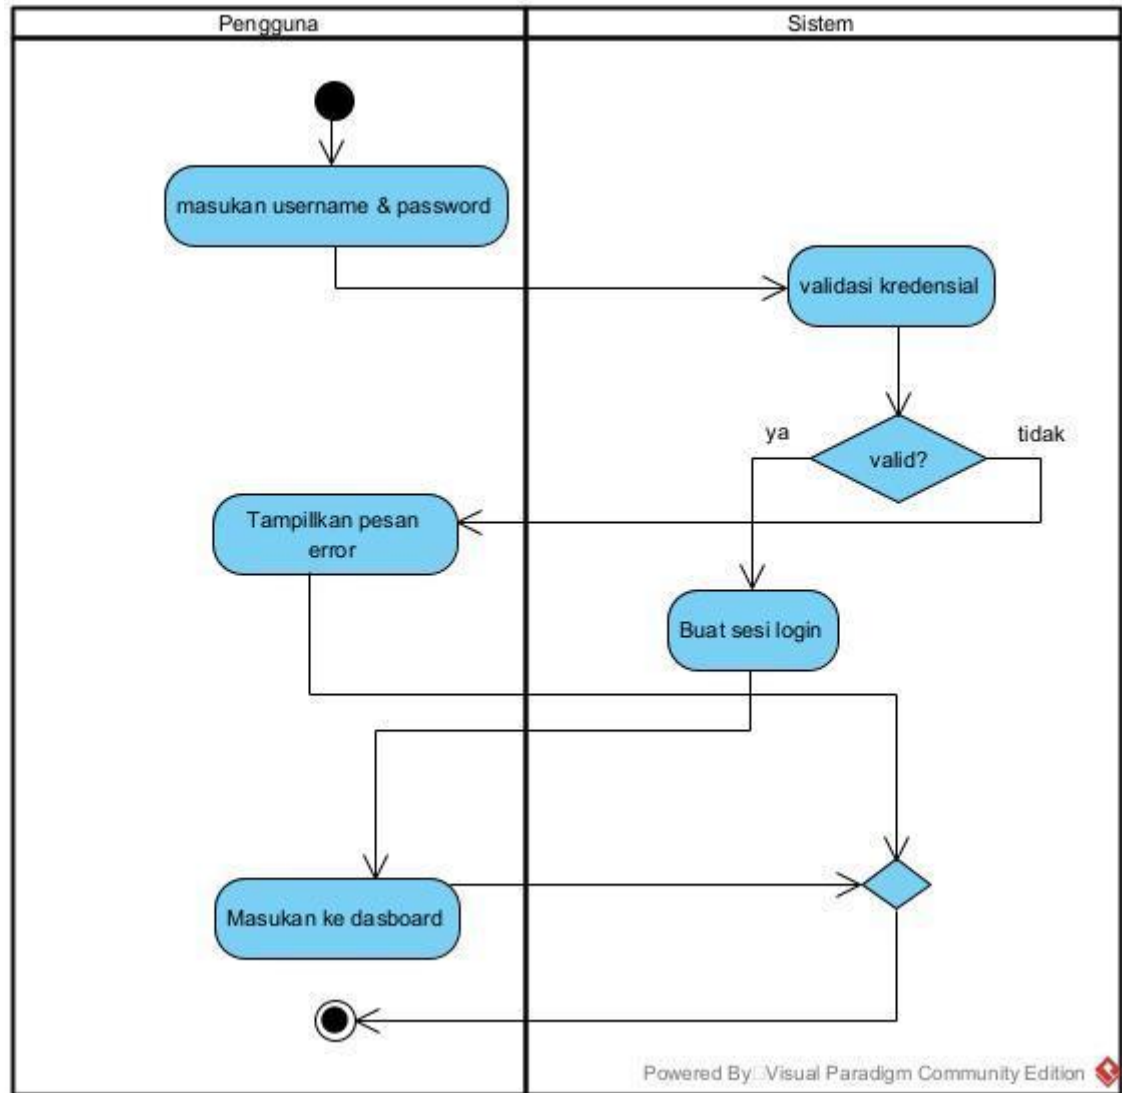 Pengguna
Sistem
masukan username & password
validasi kredensial
ya
tidak
valid?
Tampillkan pesan
error
Buat sesi login
Masukan ke dasboard
Powered By Visual Paradigm Community Edition